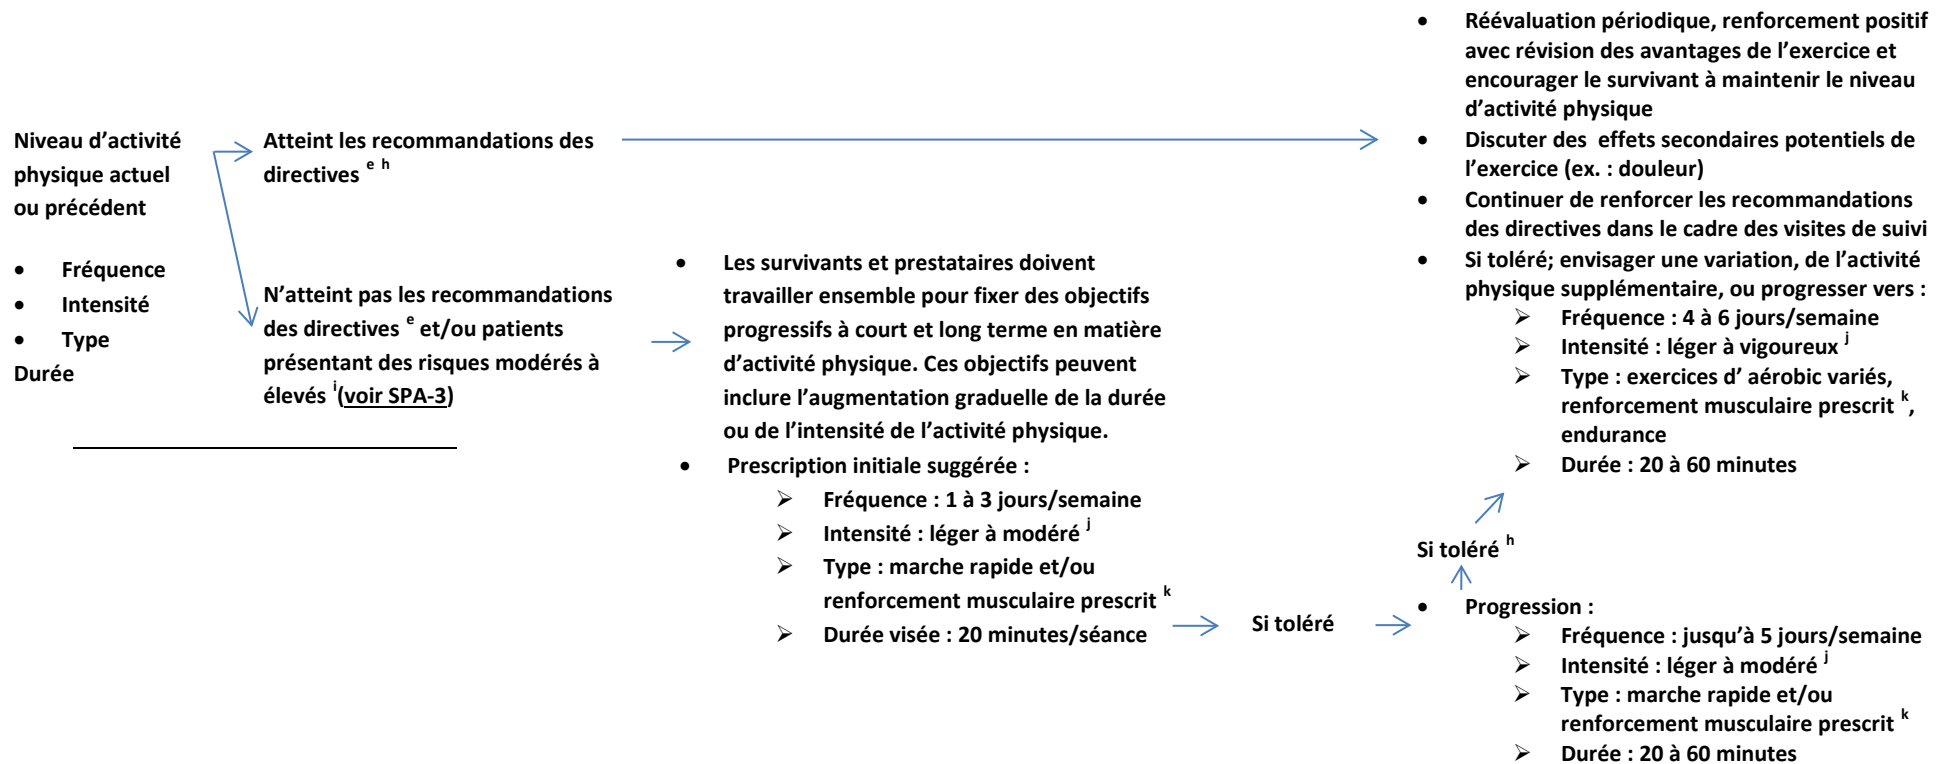 Niveau d’activité
physique actuel
ou précédent
• Fréquence
• Intensité
• Type
Durée
Atteint les recommandations des
directives e h
N’atteint pas les recommandations
des directives e et/ou patients
présentant des risques modérés à
élevés i(voir SPA-3)
• Les survivants et prestataires doivent
travailler ensemble pour fixer des objectifs
progressifs à court et long terme en matière
d’activité physique. Ces objectifs peuvent
inclure l’augmentation graduelle de la durée
ou de l’intensité de l’activité physique.
• Prescription initiale suggérée :
➢ Fréquence : 1 à 3 jours/semaine
➢ Intensité : léger à modéré j
➢ Type : marche rapide et/ou
renforcement musculaire prescrit k
➢ Durée visée : 20 minutes/séance
Si toléré
• Progression :
➢ Fréquence : jusqu’à 5 jours/semaine
➢ Intensité : léger à modéré j
➢ Type : marche rapide et/ou
renforcement musculaire prescrit k
➢ Durée : 20 à 60 minutes
Si toléré h
• Réévaluation périodique, renforcement positif
avec révision des avantages de l’exercice et
encourager le survivant à maintenir le niveau
d’activité physique
• Discuter des effets secondaires potentiels de
l’exercice (ex. : douleur)
• Continuer de renforcer les recommandations
des directives dans le cadre des visites de suivi
• Si toléré; envisager une variation, de l’activité
physique supplémentaire, ou progresser vers :
➢ Fréquence : 4 à 6 jours/semaine
➢ Intensité : léger à vigoureux j
➢ Type : exercices d’ aérobic variés,
renforcement musculaire prescrit k,
endurance
➢ Durée : 20 à 60 minutes